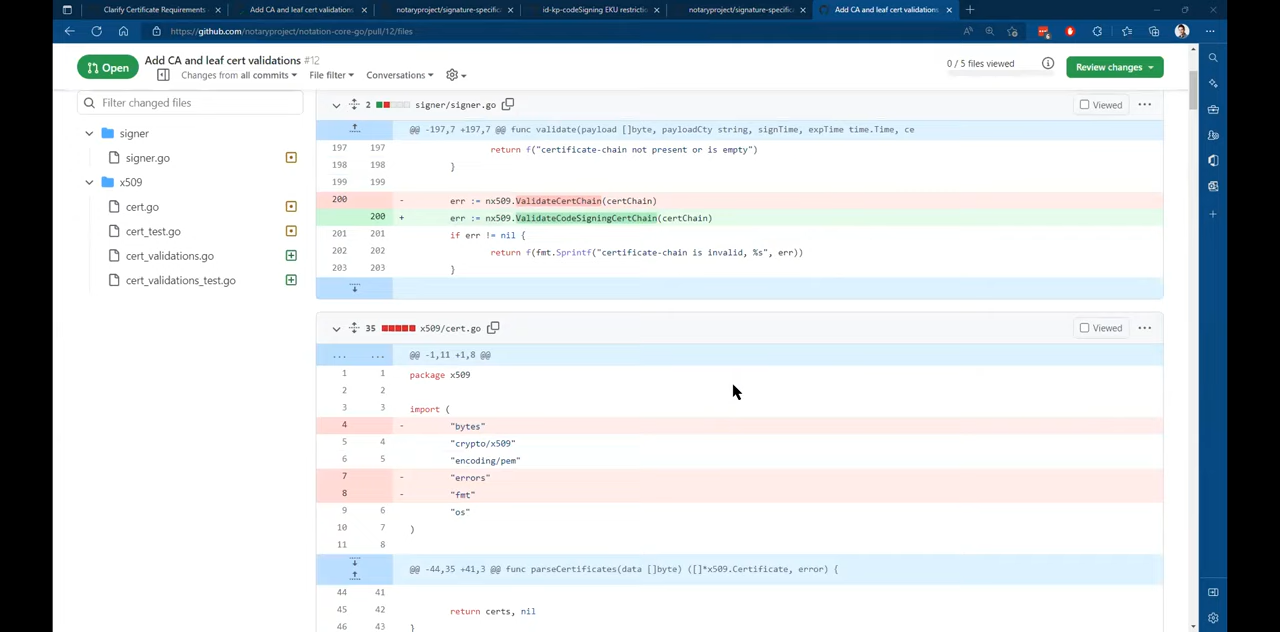 Clarify Certificate Requirements
Add CA and leaf cert validations
notaryproject/signature-specific
id-kp-codeSigning EKU restrictio
notaryproject/signature-specific
Add CA and leaf cert validations
https://github.com/notaryproject/notation-core-go/pull/12/files
Open
Add CA and leaf cert validations #12
Changes from all commits
File filter
Conversations
0 / 5 files viewed
Review changes
Filter changed files
signer
signer.go
x509
cert.go
cert_test.go
cert_validations.go
cert_validations_test.go
2 signer/signer.go
Viewed
@@ -197,7 +197,7 @@ func validate(payload []byte, payloadCty string, signTime, expTime time.Time, ce
197 197 return f("certificate-chain not present or is empty")
198 198 }
199 199
200 - err := nx509.ValidateCertChain(certChain)
200 + err := nx509.ValidateCodeSigningCertChain(certChain)
201 201 if err != nil {
202 202 return f(fmt.Sprintf("certificate-chain is invalid, %s", err))
203 203 }
35 x509/cert.go
Viewed
... ... @@ -1,11 +1,8 @@
1 1 package x509
2 2
3 3 import (
4 - "bytes"
5 4 "crypto/x509"
6 5 "encoding/pem"
7 - "errors"
8 - "fmt"
9 6 "os"
10 7 )
11 8
@@ -44,35 +41,3 @@ func parseCertificates(data []byte) ([]*x509.Certificate, error) {
44 41
45 42 return certs, nil
46 43 }